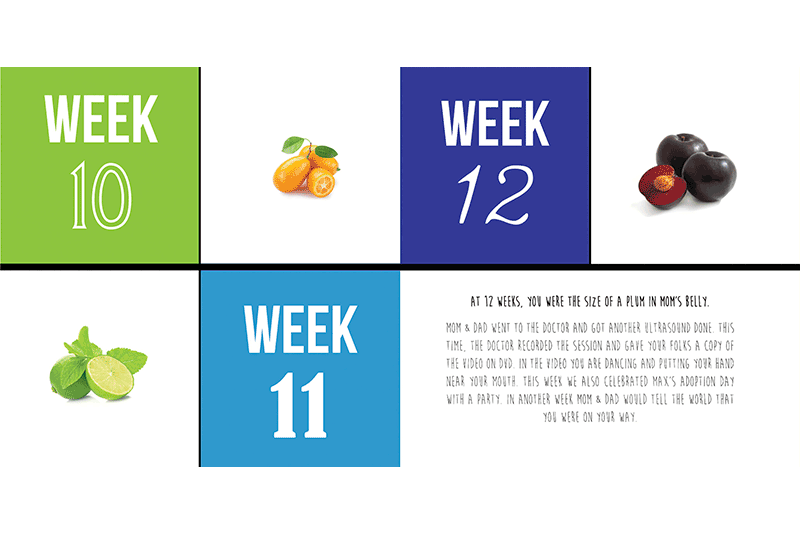 WEEK
10
WEEK
12
WEEK
11
AT 12 WEEKS, YOU WERE THE SIZE OF A PLUM IN MOM'S BELLY.
MOM & DAD WENT TO THE DOCTOR AND GOT ANOTHER ULTRASOUND DONE. THIS
TIME, THE DOCTOR RECORDED THE SESSION AND GAVE YOUR FOLKS A COPY OF
THE VIDEO ON DVD. IN THE VIDEO YOU ARE DANCING AND PUTTING YOUR HAND
NEAR YOUR MOUTH. THIS WEEK WE ALSO CELEBRATED MAX'S ADOPTION DAY
WITH A PARTY. IN ANOTHER WEEK MOM & DAD WOULD TELL THE WORLD THAT
YOU WERE ON YOUR WAY.